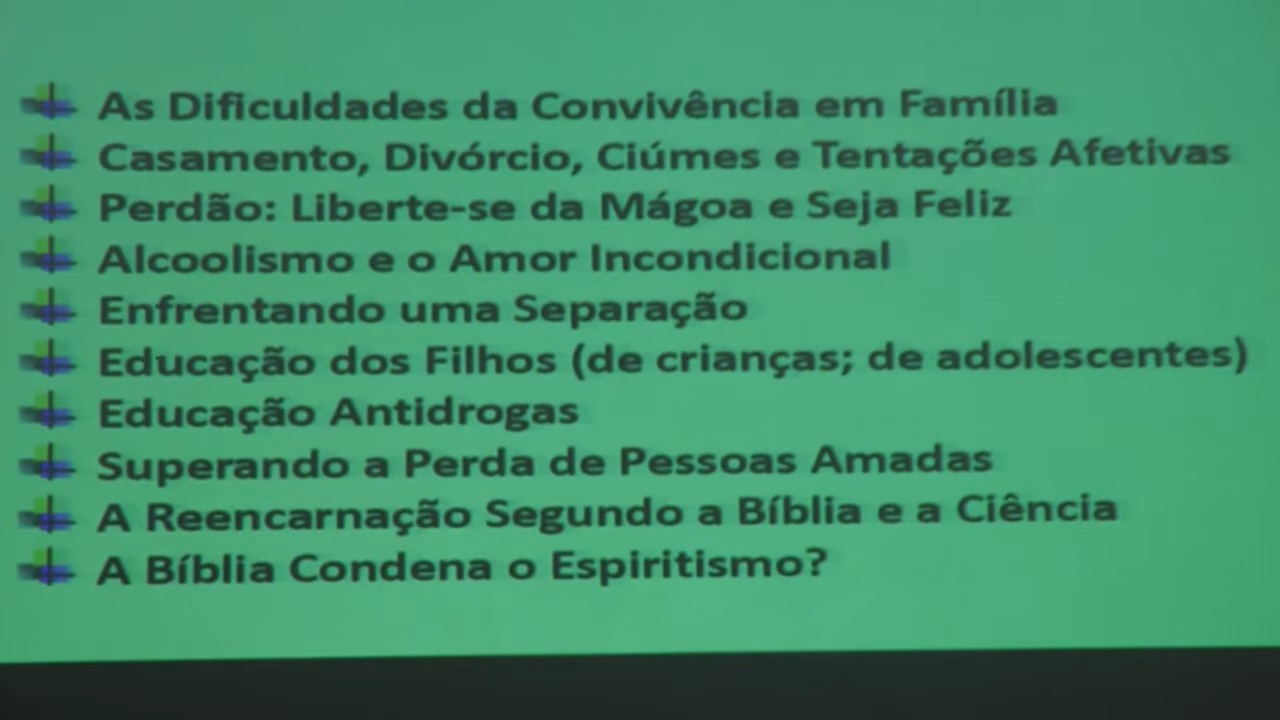 As Dificuldades da Convivência em Família
Casamento, Divórcio, Ciúmes e Tentações Afetivas
Perdão: Liberte-se da Mágoa e Seja Feliz
Alcoolismo e o Amor Incondicional
Enfrentando uma Separação
Educação dos Filhos (de crianças; de adolescentes)
Educação Antidrogas
Superando a Perda de Pessoas Amadas
A Reencarnação Segundo a Bíblia e a Ciência
A Bíblia Condena o Espiritismo?